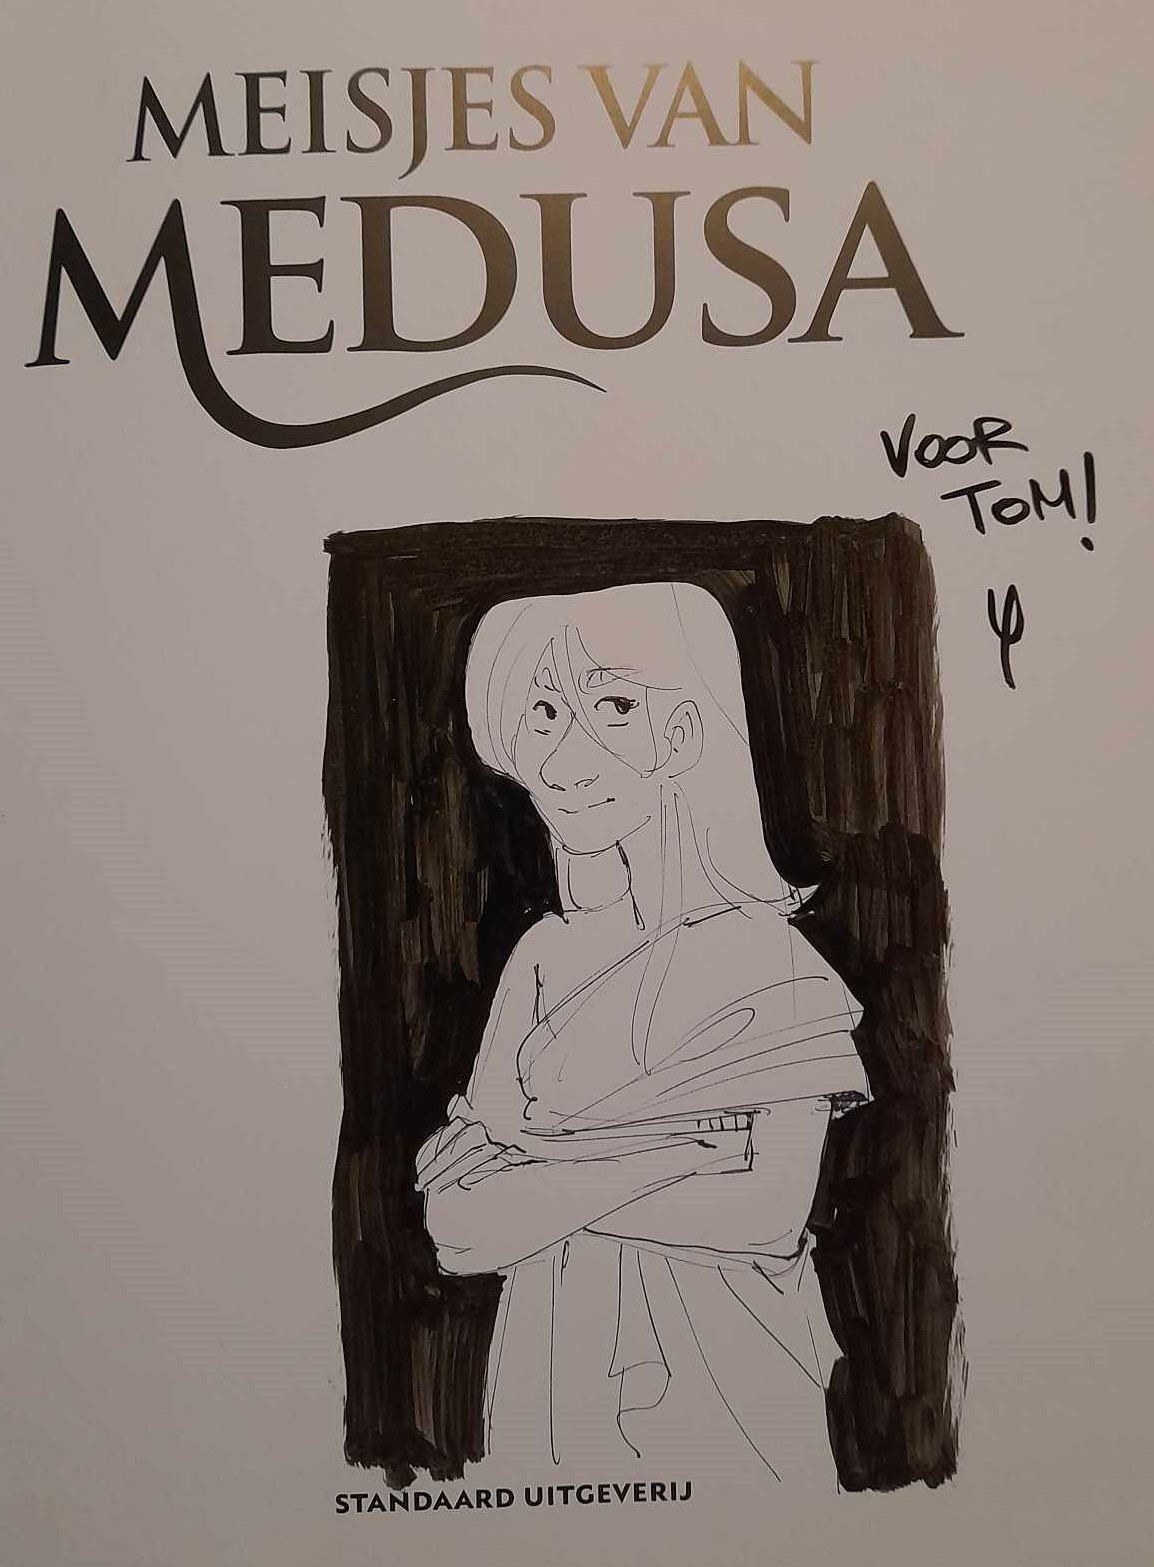 MEISJES VAN
MEDUSA
VOOR
TOM!
STANDAARD UITGEVERIJ